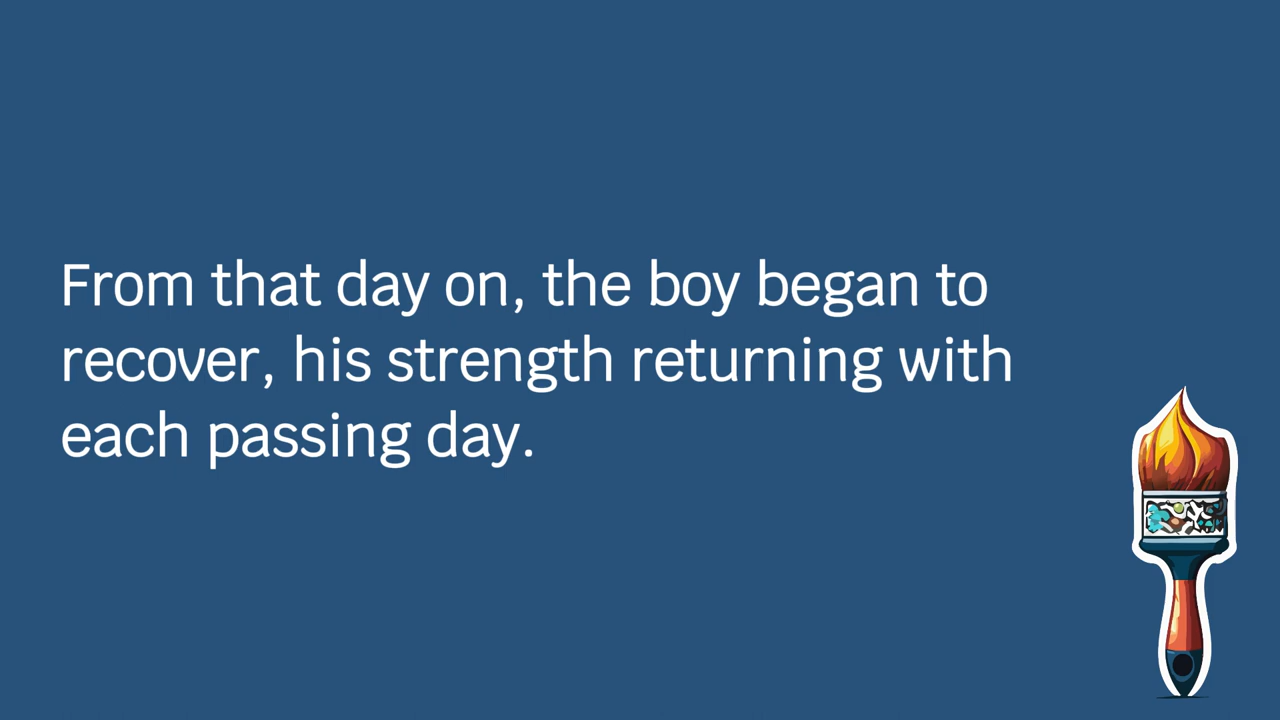 From that day on, the boy began to
recover, his strength returning with
each passing day.